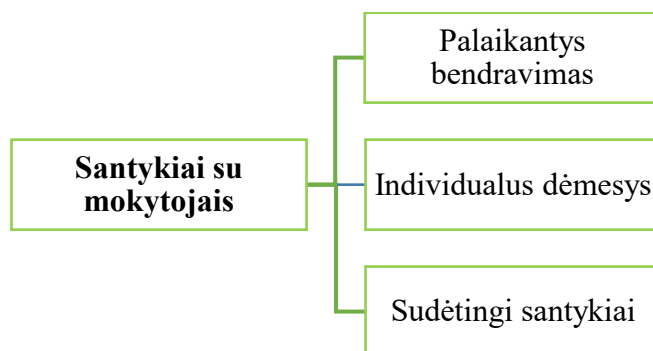 Santykiai su
mokytojais
Palaikantys
bendravimas
Individualus dėmesys
Sudėtingi santykiai